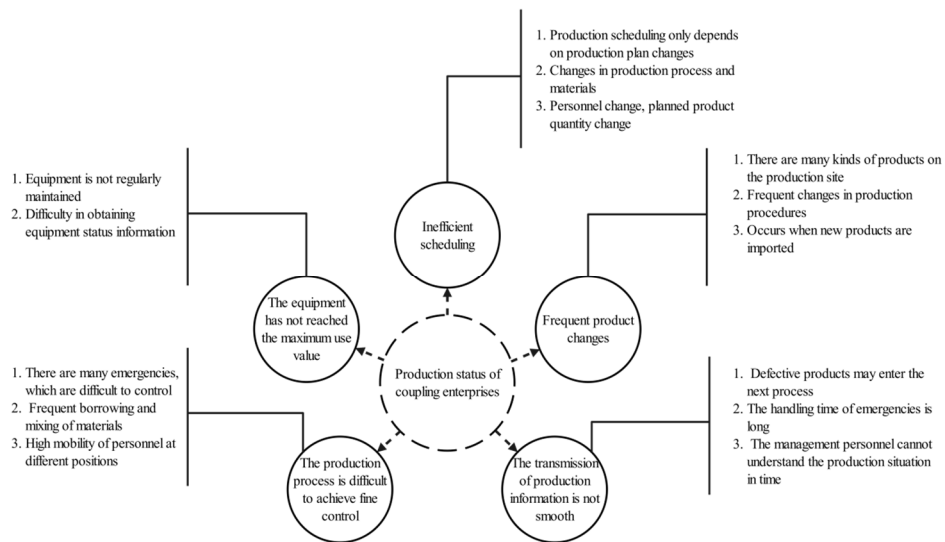 1. Production scheduling only depends
on production plan changes
2. Changes in production process and
materials
3. Personnel change, planned product
quantity change
1. Equipment is not regularly
maintained
2. Difficulty in obtaining
equipment status information
Inefficient
scheduling
1. There are many kinds of products on
the production site
2. Frequent changes in production
procedures
3. Occurs when new products are
imported
The equipment
has not reached
the maximum use
value
Frequent product
changes
Production status of
coupling enterprises
1. There are many emergencies,
which are difficult to control
2. Frequent borrowing and
mixing of materials
3. High mobility of personnel at
different positions
The production
process is difficult
to achieve fine
control
The transmission
of production
information is not
smooth
1. Defective products may enter the
next process
2. The handling time of emergencies is
long
3. The management personnel cannot
understand the production situation
in time